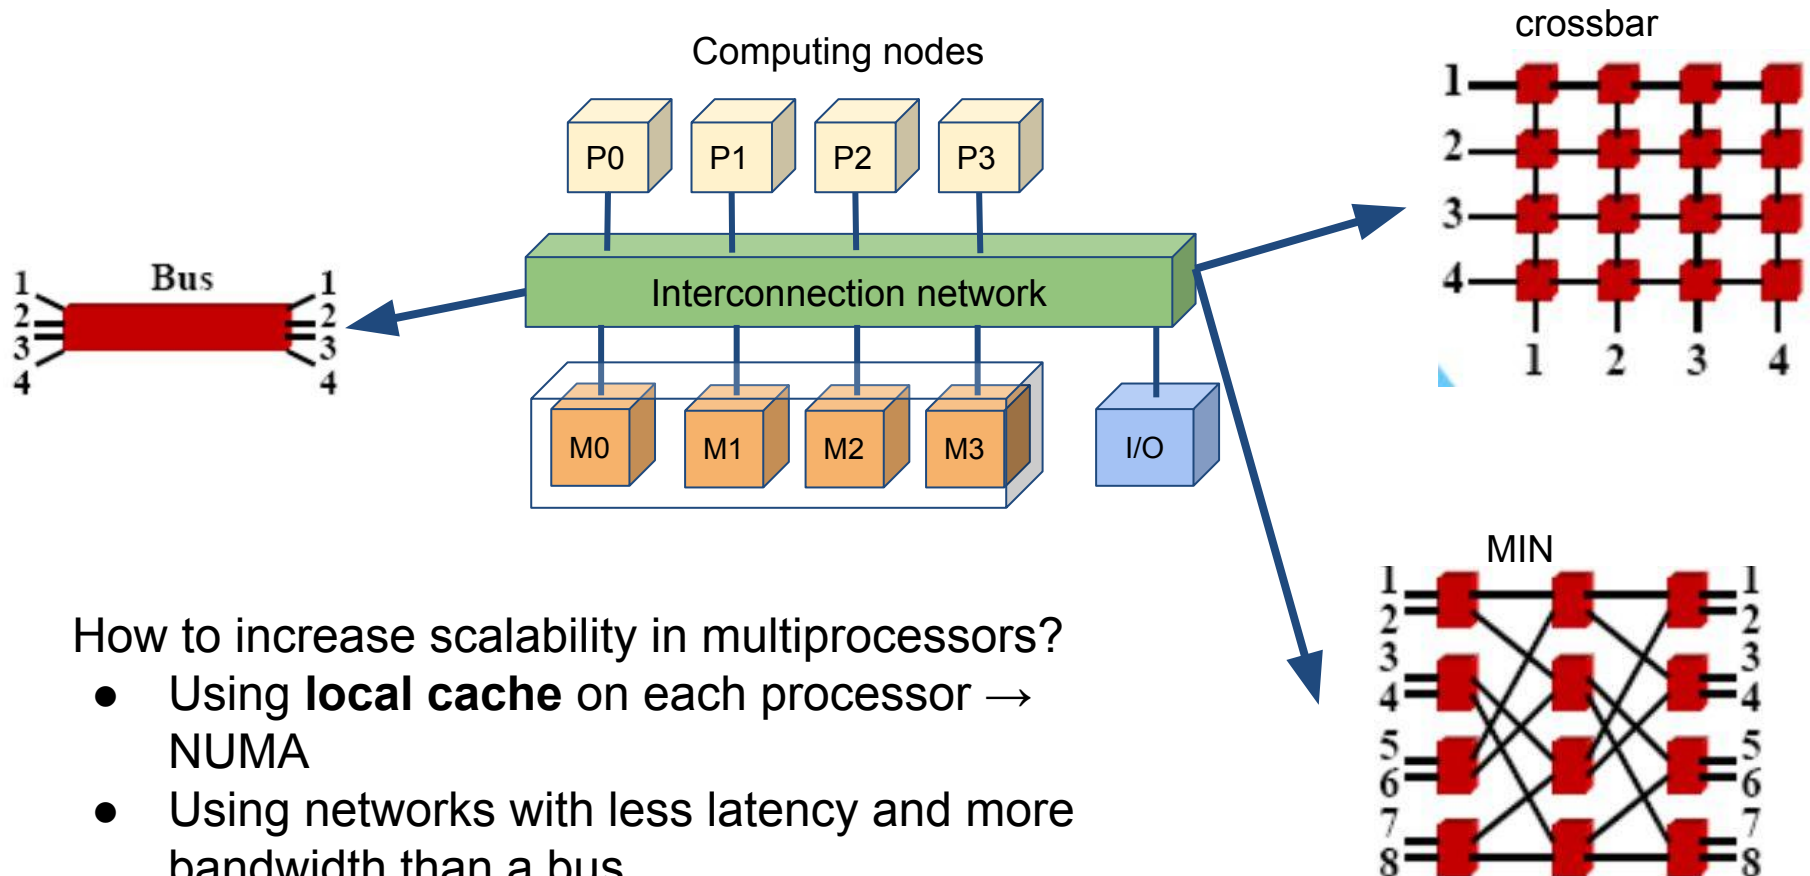 crossbar
Computing nodes
1
2
3
4
1 2 3 4
P0 P1 P2 P3
Bus
1 1
2 2
3 3
4 4
Interconnection network
M0 M1 M2 M3 I/O
MIN
1 1
2 2
3 3
4 4
5 5
6 6
7 7
8 8
How to increase scalability in multiprocessors?
● Using local cache on each processor →
NUMA
● Using networks with less latency and more
bandwidth than a bus